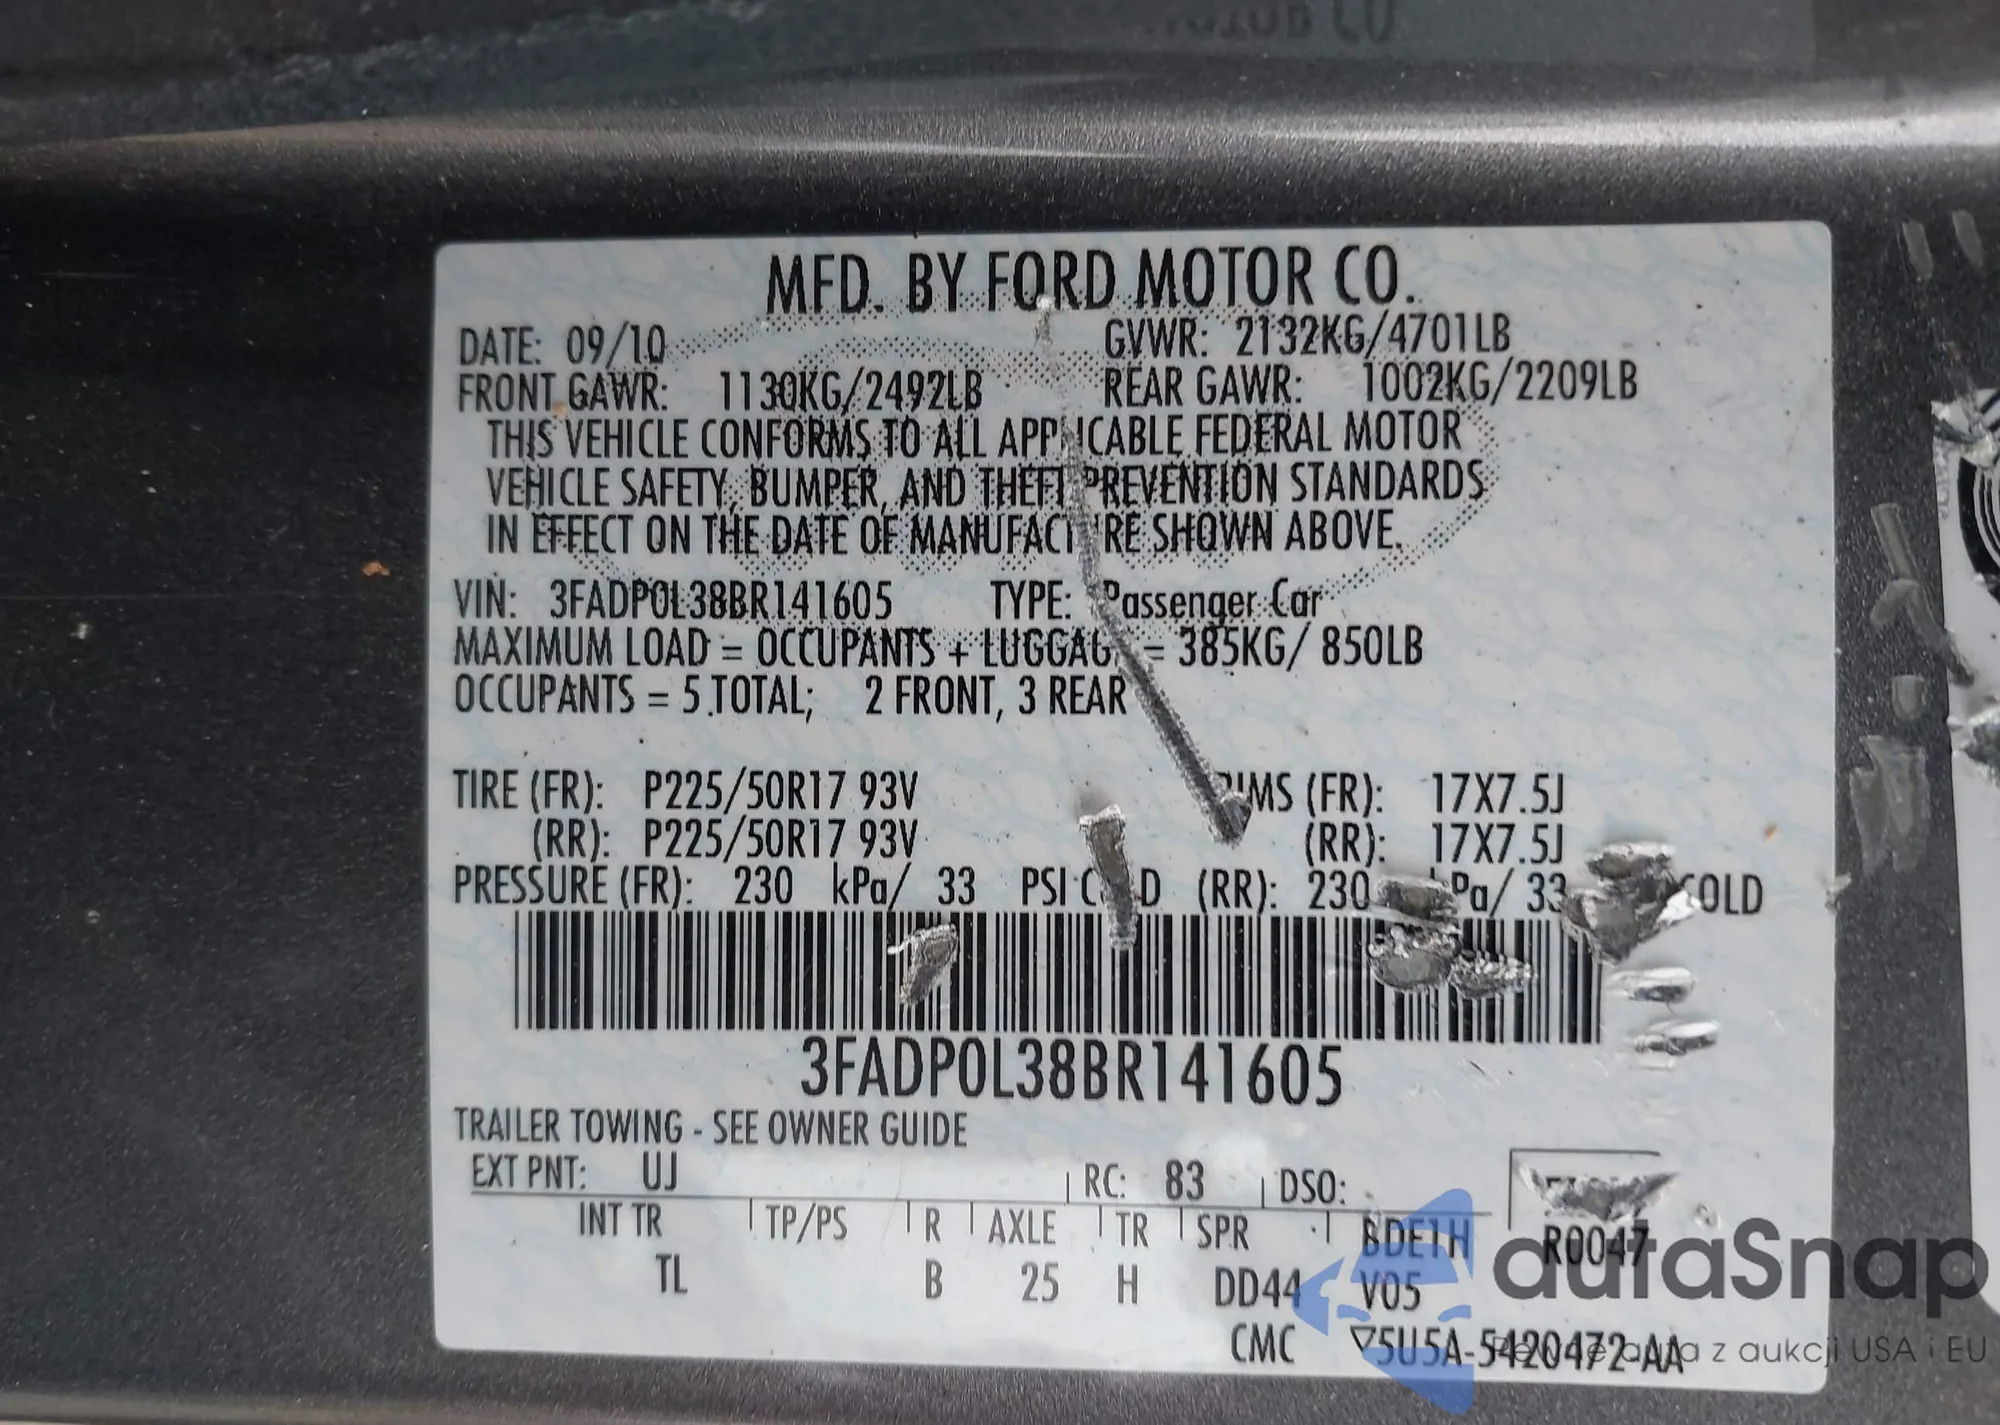 MFD. BY FORD MOTOR CO.
DATE: 09/10 GVWR: 2132KG/4701LB
FRONT GAWR: 1130KG/2492LB REAR GAWR: 1002KG/2209LB
THIS VEHICLE CONFORMS TO ALL APPLICABLE FEDERAL MOTOR
VEHICLE SAFETY, BUMPER, AND THEFT PREVENTION STANDARDS
IN EFFECT ON THE DATE OF MANUFACTURE SHOWN ABOVE.
VIN: 3FADP0L38BR141605 TYPE: Passenger Car
MAXIMUM LOAD = OCCUPANTS + LUGGAGE = 385KG/ 850LB
OCCUPANTS = 5 TOTAL; 2 FRONT, 3 REAR
TIRE (FR): P225/50R17 93V RIMS (FR): 17X7.5J
(RR): P225/50R17 93V (RR): 17X7.5J
PRESSURE (FR): 230 kPa/ 33 PSI COLD (RR): 230 kPa/ 33 COLD
3FADP0L38BR141605
TRAILER TOWING - SEE OWNER GUIDE
EXT PNT: UJ RC: 83 DSO:
INT TR TP/PS R AXLE TR SPR BDE1H R0047
TL B 25 H DD44 V05
CMC ▽5U5A-5420472-AA
autaSnap
Pewne auta z aukcji USA i EU